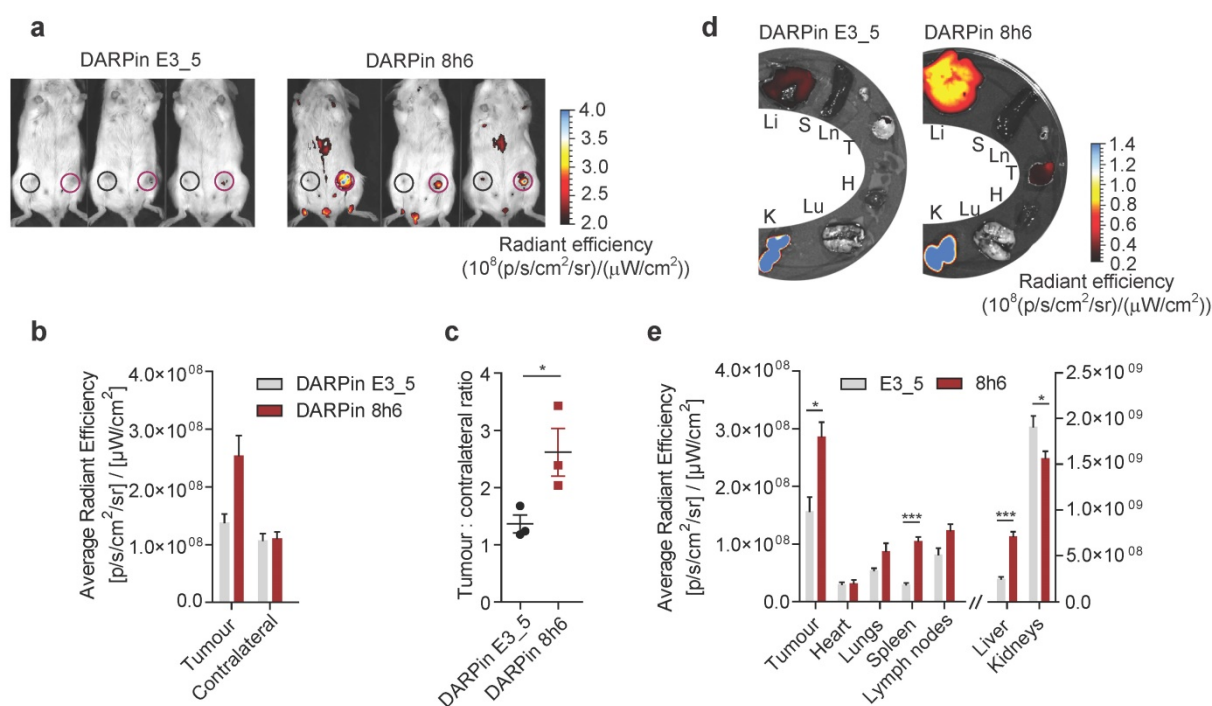 a
DARPin E3_5
DARPin 8h6
4.0
3.5
3.0
2.5
2.0
Radiant efficiency
(10⁸(p/s/cm²/sr)/(μW/cm²))
d
DARPin E3_5
DARPin 8h6
Li
S
Ln
T
H
Lu
K
Li
S
Ln
T
H
Lu
K
1.4
1.2
1.0
0.8
0.6
0.4
0.2
Radiant efficiency
(10⁸(p/s/cm²/sr)/(μW/cm²))
b
Average Radiant Efficiency
[p/s/cm²/sr] / [μW/cm²]
4.0×10⁰⁸
3.0×10⁰⁸
2.0×10⁰⁸
1.0×10⁰⁸
0.0
DARPin E3_5
DARPin 8h6
Tumour
Contralateral
c
Tumour : contralateral ratio
4
3
2
1
0
*
DARPin E3_5
DARPin 8h6
e
Average Radiant Efficiency
[p/s/cm²/sr] / [μW/cm²]
4.0×10⁰⁸
3.0×10⁰⁸
2.0×10⁰⁸
1.0×10⁰⁸
0.0
E3_5
8h6
*
***
***
*
2.5×10⁰⁹
2.0×10⁰⁹
1.5×10⁰⁹
1.0×10⁰⁹
5.0×10⁰⁸
0.0
Tumour
Heart
Lungs
Spleen
Lymph nodes
//
Liver
Kidneys